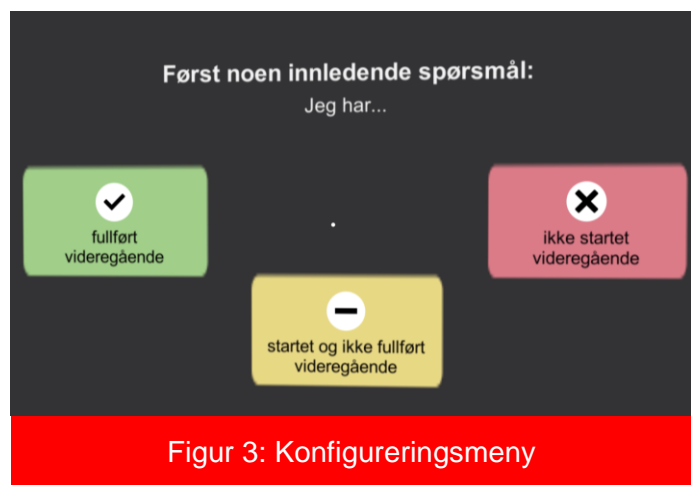 Først noen innledende spørsmål:
Jeg har...
fullført
videregående
ikke startet
videregående
startet og ikke fullført
videregående
Figur 3: Konfigureringsmeny